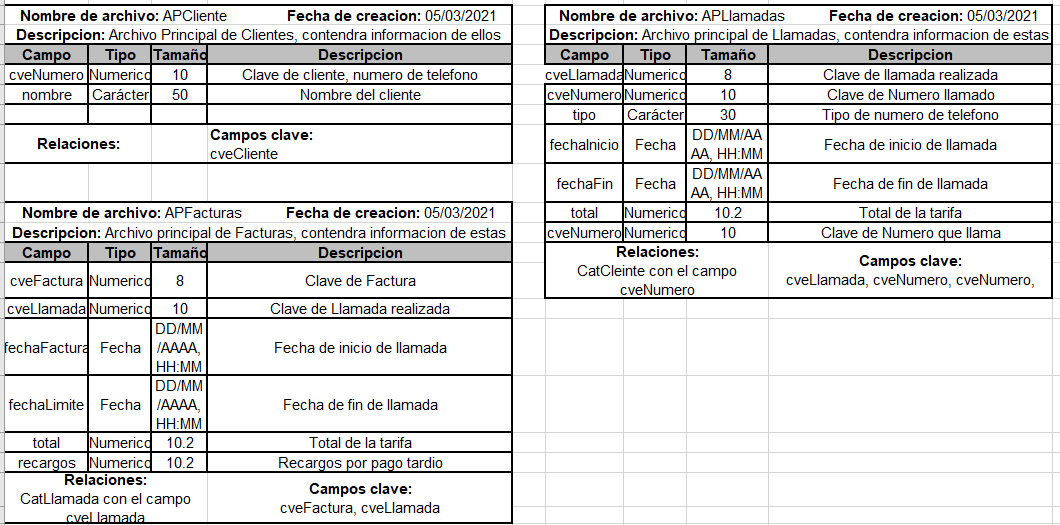 Nombre de archivo: APCliente Fecha de creacion: 05/03/2021
Descripcion: Archivo Principal de Clientes, contendra informacion de ellos
Campo Tipo Tamaño Descripcion
cveNumero Numerico 10 Clave de cliente, numero de telefono
nombre Carácter 50 Nombre del cliente
Relaciones:
Campos clave:
cveCliente
Nombre de archivo: APFacturas Fecha de creacion: 05/03/2021
Descripcion: Archivo principal de Facturas, contendra informacion de estas
Campo Tipo Tamaño Descripcion
cveFactura Numerico 8 Clave de Factura
cveLlamada Numerico 10 Clave de Llamada realizada
fechaFactura Fecha DD/MM
/AAAA,
HH:MM
Fecha de inicio de llamada
fechaLimite Fecha DD/MM
/AAAA,
HH:MM
Fecha de fin de llamada
total Numerico 10.2 Total de la tarifa
recargos Numerico 10.2 Recargos por pago tardio
Relaciones:
CatLlamada con el campo
cveLlamada
Campos clave:
cveFactura, cveLlamada
Nombre de archivo: APLlamadas Fecha de creacion: 05/03/2021
Descripcion: Archivo principal de Llamadas, contendra informacion de estas
Campo Tipo Tamaño Descripcion
cveLlamada Numerico 8 Clave de llamada realizada
cveNumero Numerico 10 Clave de Numero llamado
tipo Carácter 30 Tipo de numero de telefono
fechaInicio Fecha DD/MM/AA
AA, HH:MM
Fecha de inicio de llamada
fechaFin Fecha DD/MM/AA
AA, HH:MM
Fecha de fin de llamada
total Numerico 10.2 Total de la tarifa
cveNumero Numerico 10 Clave de Numero que llama
Relaciones:
CatCleinte con el campo
cveNumero
Campos clave:
cveLlamada, cveNumero, cveNumero,